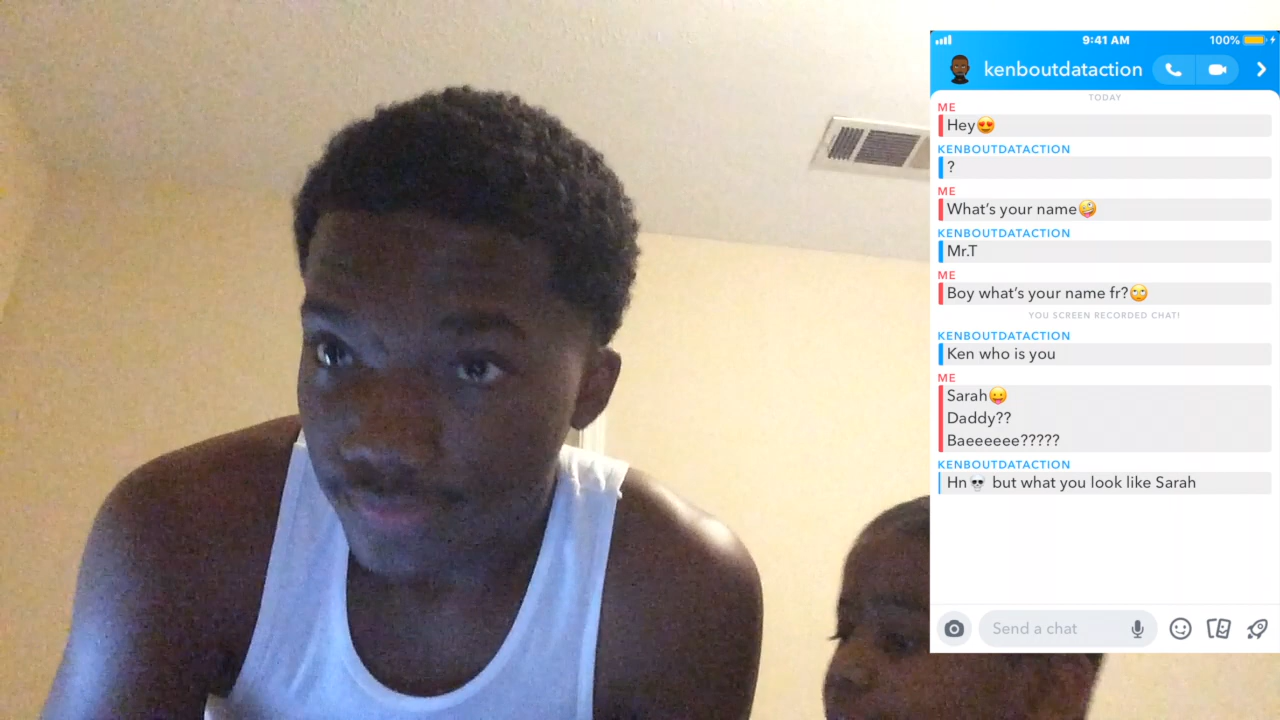 9:41 AM 100%
kenboutdataction
TODAY
ME
Hey😍
KENBOUTDATACTION
?
ME
What's your name🤪
KENBOUTDATACTION
Mr.T
ME
Boy what's your name fr?🙄
YOU SCREEN RECORDED CHAT!
KENBOUTDATACTION
Ken who is you
ME
Sarah😛
Daddy??
Baeeeeee?????
KENBOUTDATACTION
Hn💀 but what you look like Sarah
Send a chat